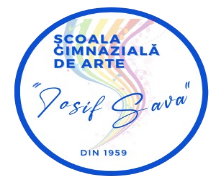 ȘCOALA
GIMNAZIALĂ
DE ARTE
"Iosif Sava"
DIN 1959